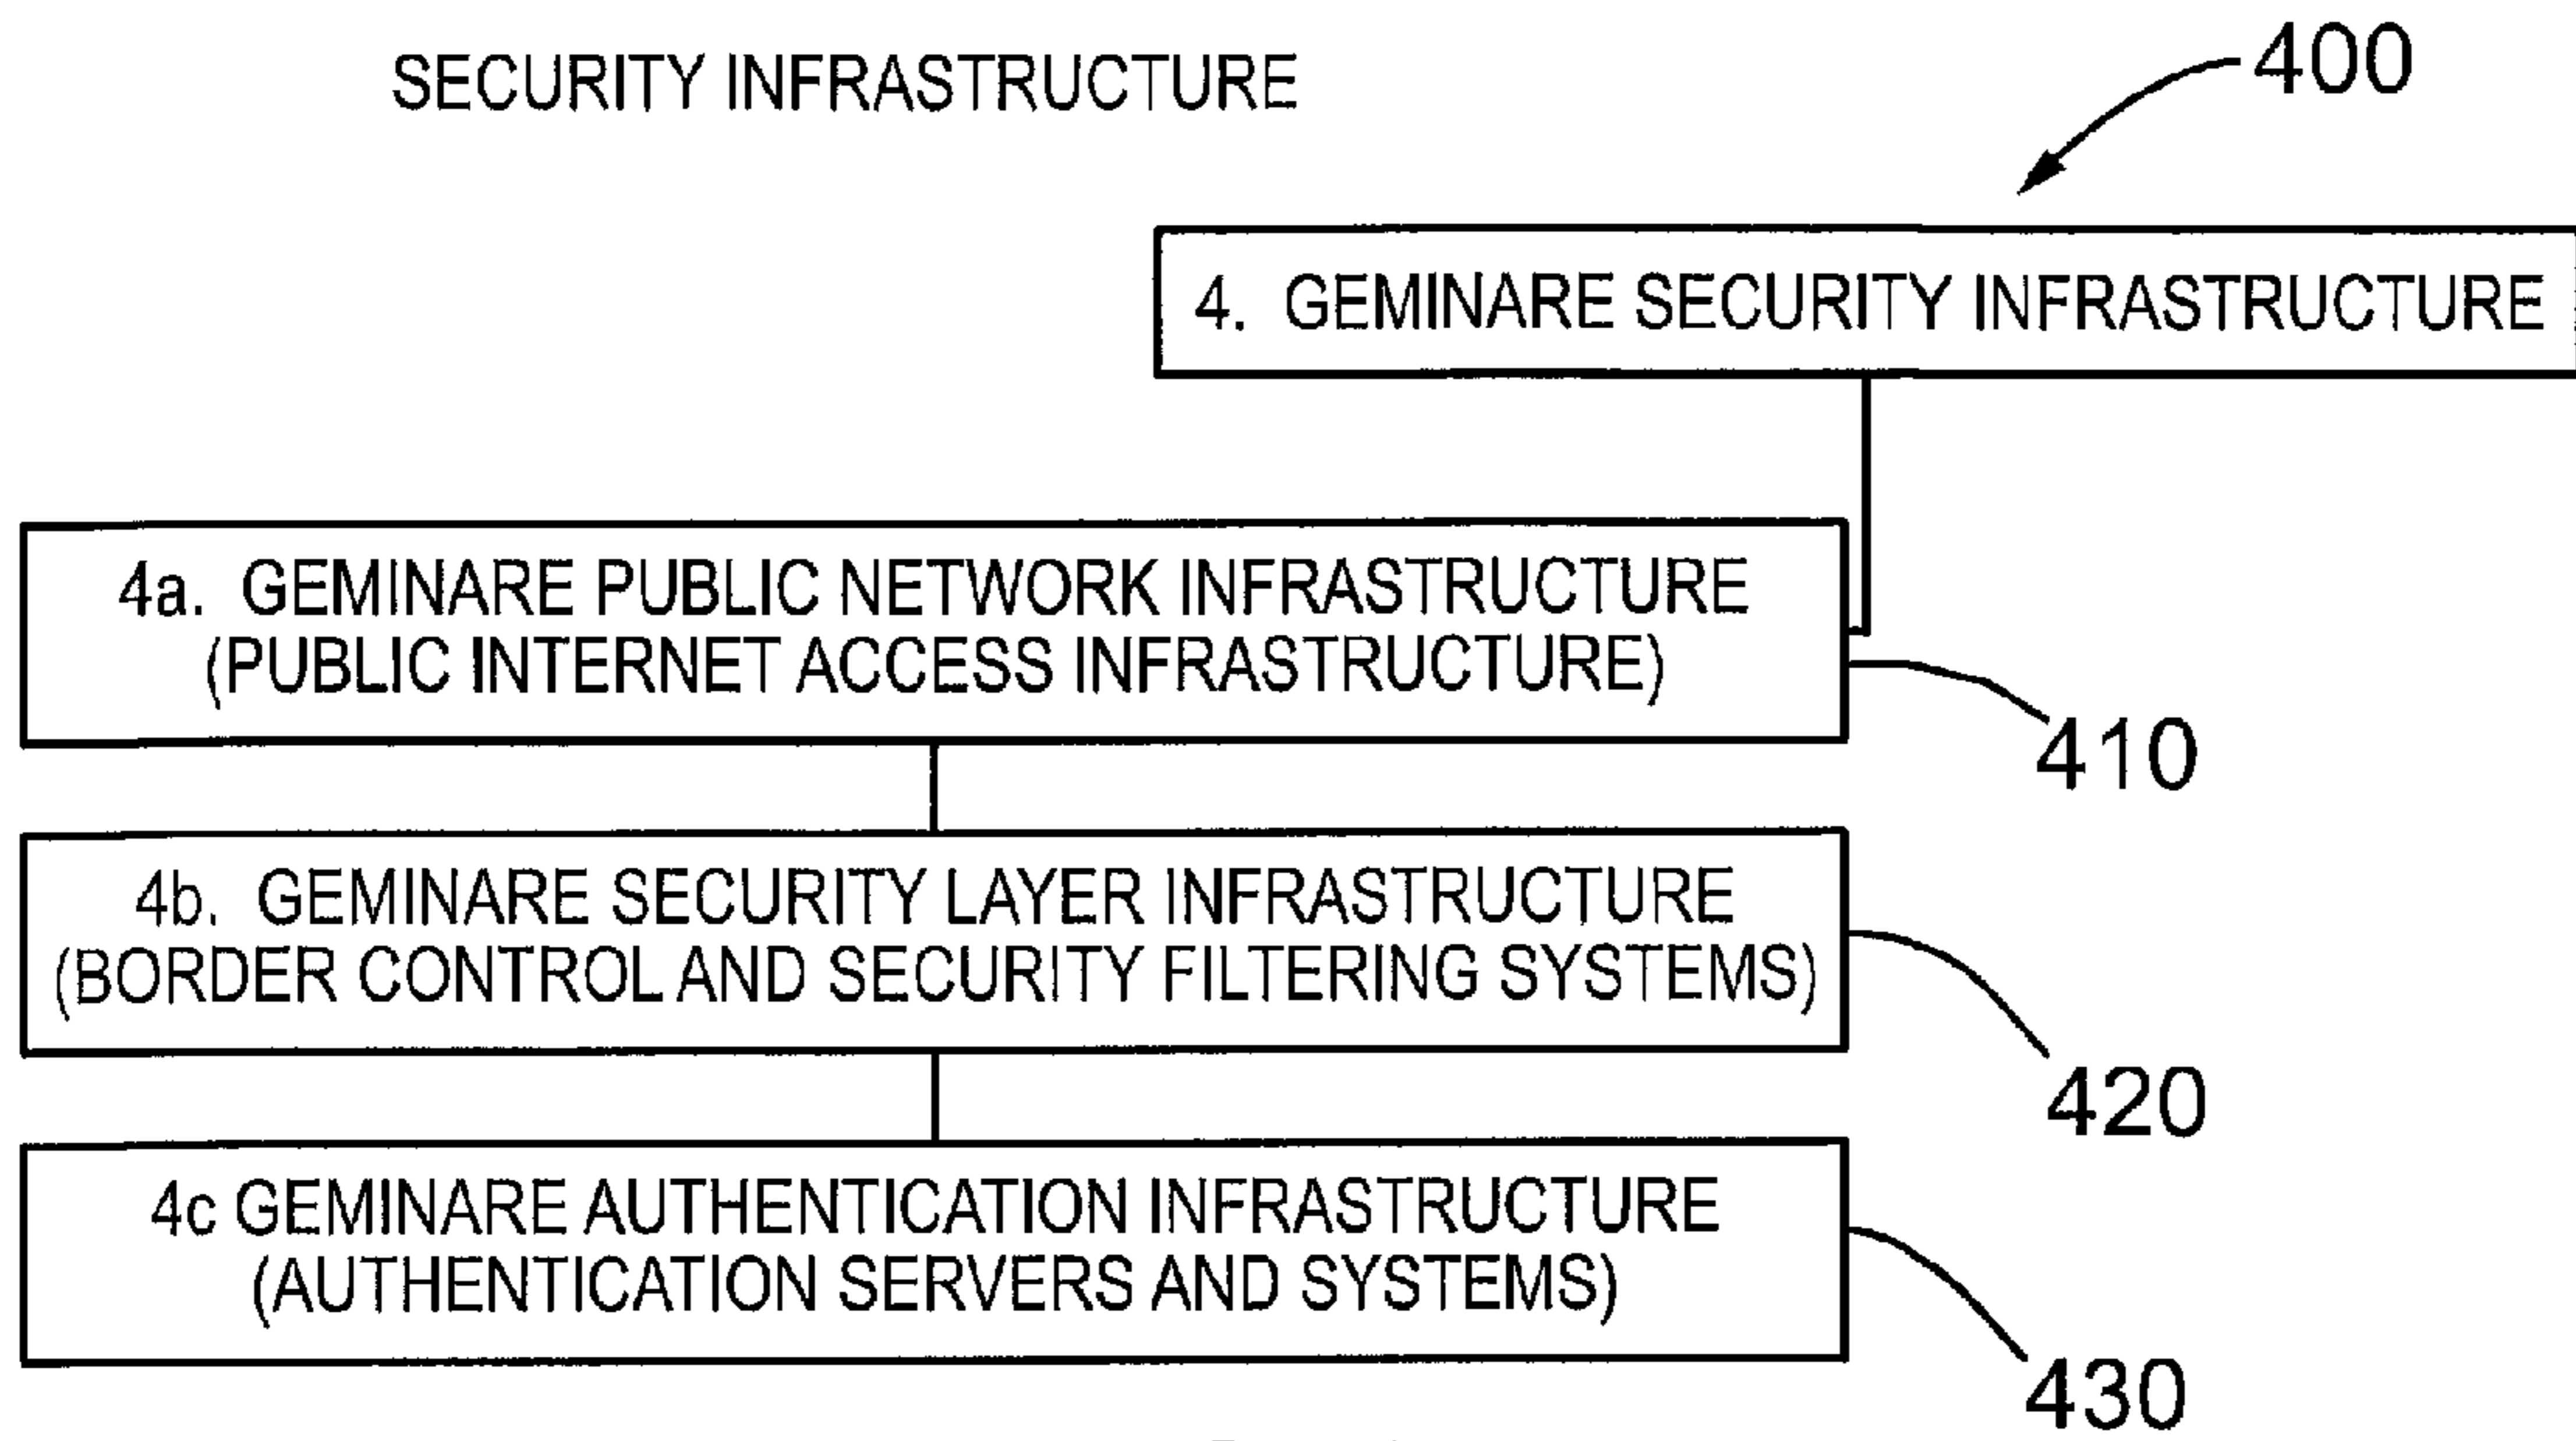 SECURITY INFRASTRUCTURE
400
4. GEMINARE SECURITY INFRASTRUCTURE
4a. GEMINARE PUBLIC NETWORK INFRASTRUCTURE
(PUBLIC INTERNET ACCESS INFRASTRUCTURE)
410
4b. GEMINARE SECURITY LAYER INFRASTRUCTURE
(BORDER CONTROL AND SECURITY FILTERING SYSTEMS)
420
4c GEMINARE AUTHENTICATION INFRASTRUCTURE
(AUTHENTICATION SERVERS AND SYSTEMS)
430